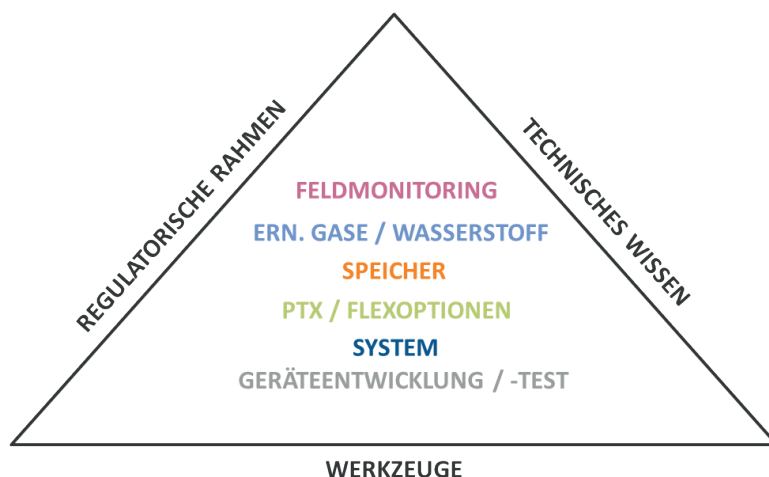 REGULATORISCHE RAHMEN
TECHNISCHES WISSEN
FELDMONITORING
ERN. GASE / WASSERSTOFF
SPEICHER
PTX / FLEXOPTIONEN
SYSTEM
GERÄTEENTWICKLUNG / -TEST
WERKZEUGE